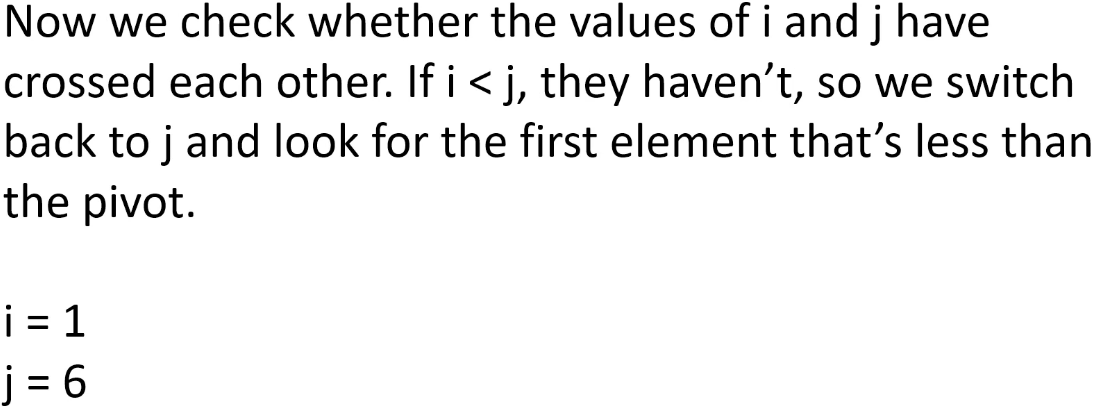 Now we check whether the values of i and j have
crossed each other. If i < j, they haven’t, so we switch
back to j and look for the first element that’s less than
the pivot.
i = 1
j = 6